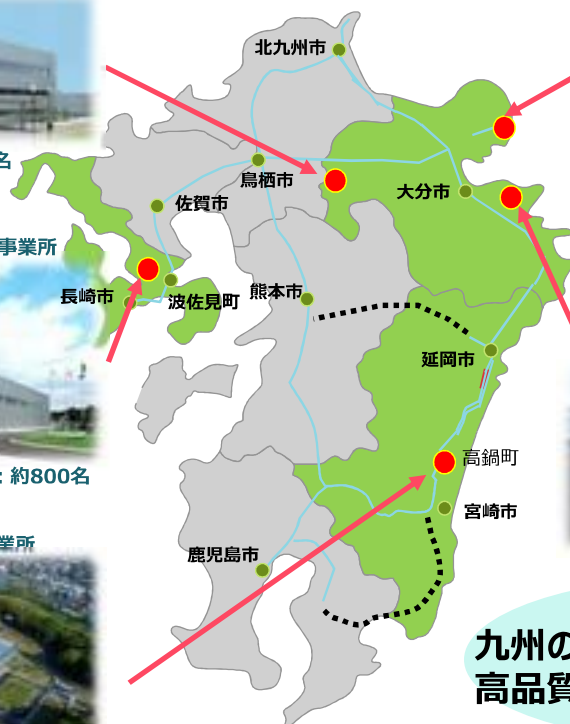 北九州市
名
鳥栖市
大分市
佐賀市
事業所
長崎市
波佐見町
熊本市
延岡市
: 約800名
高鍋町
宮崎市
業所
鹿児島市
九州の
高品質